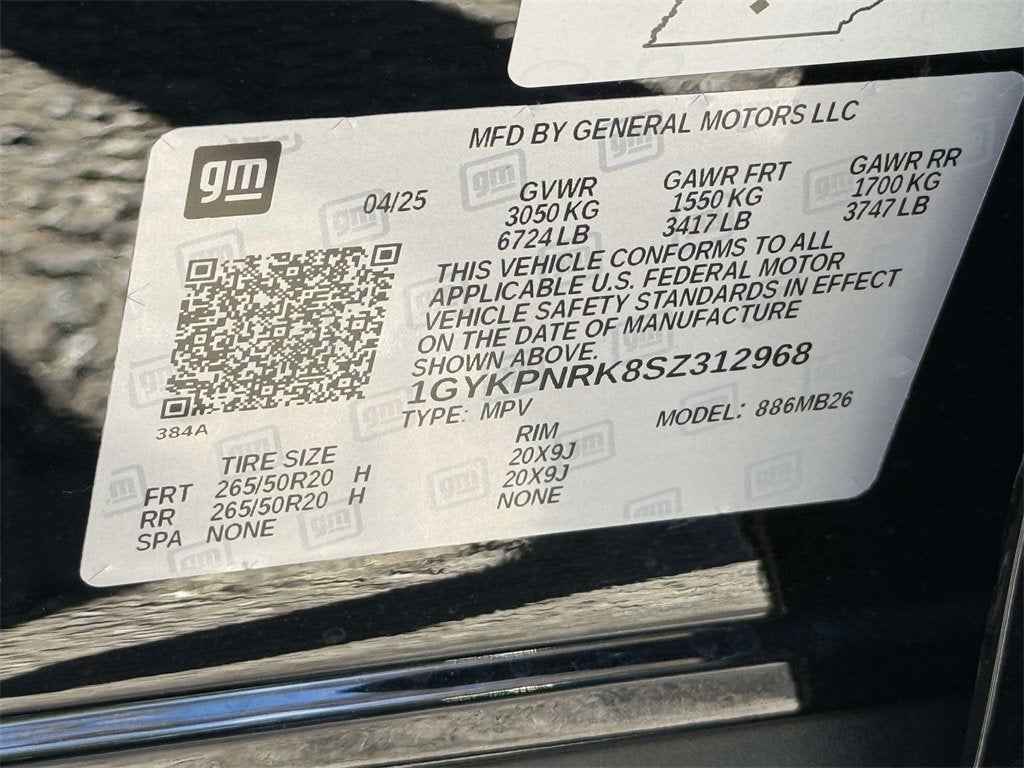 MFD BY GENERAL MOTORS LLC
gm
04/25
GVWR GAWR FRT GAWR RR
3050 KG 1550 KG 1700 KG
6724 LB 3417 LB 3747 LB
THIS VEHICLE CONFORMS TO ALL
APPLICABLE U.S. FEDERAL MOTOR
VEHICLE SAFETY STANDARDS IN EFFECT
ON THE DATE OF MANUFACTURE
SHOWN ABOVE.
1GYKPNRK8SZ312968
384A
TYPE: MPV MODEL: 886MB26
TIRE SIZE RIM
FRT 265/50R20 H 20X9J
RR 265/50R20 H 20X9J
SPA NONE NONE